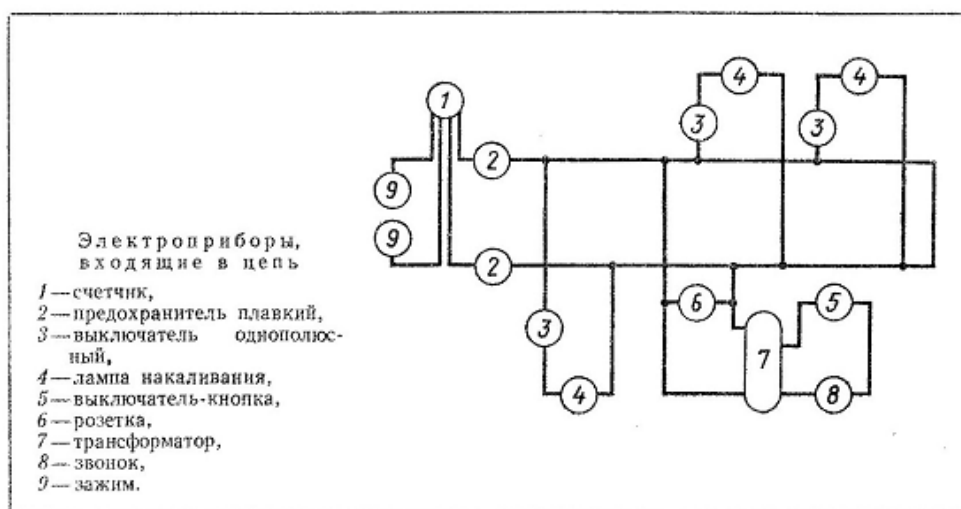 1
4
4
3
3
2
9
9
2
6
5
3
7
4
8
Электроприборы,
входящие в цепь
1 — счетчик,
2 — предохранитель плавкий,
3 — выключатель однополюс-
ный,
4 — лампа накаливания,
5 — выключатель-кнопка,
6 — розетка,
7 — трансформатор,
8 — звонок,
9 — зажим.